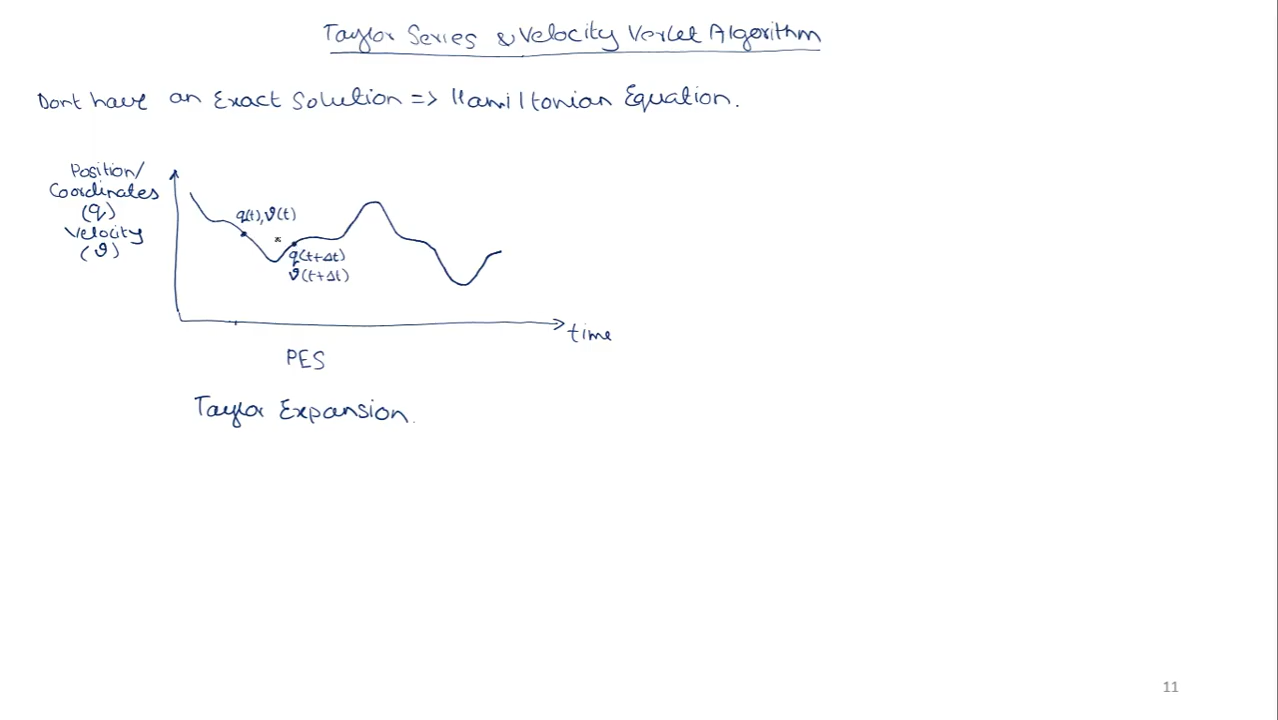 Taylor Series & Velocity Verlet Algorithm
Dont have an Exact Solution => Hamiltonian Equation.
Position/
Coordinates
(q)
Velocity
(ϑ)
q(t), ϑ(t)
q(t+Δt)
ϑ(t+Δt)
time
PES
Taylor Expansion.
11